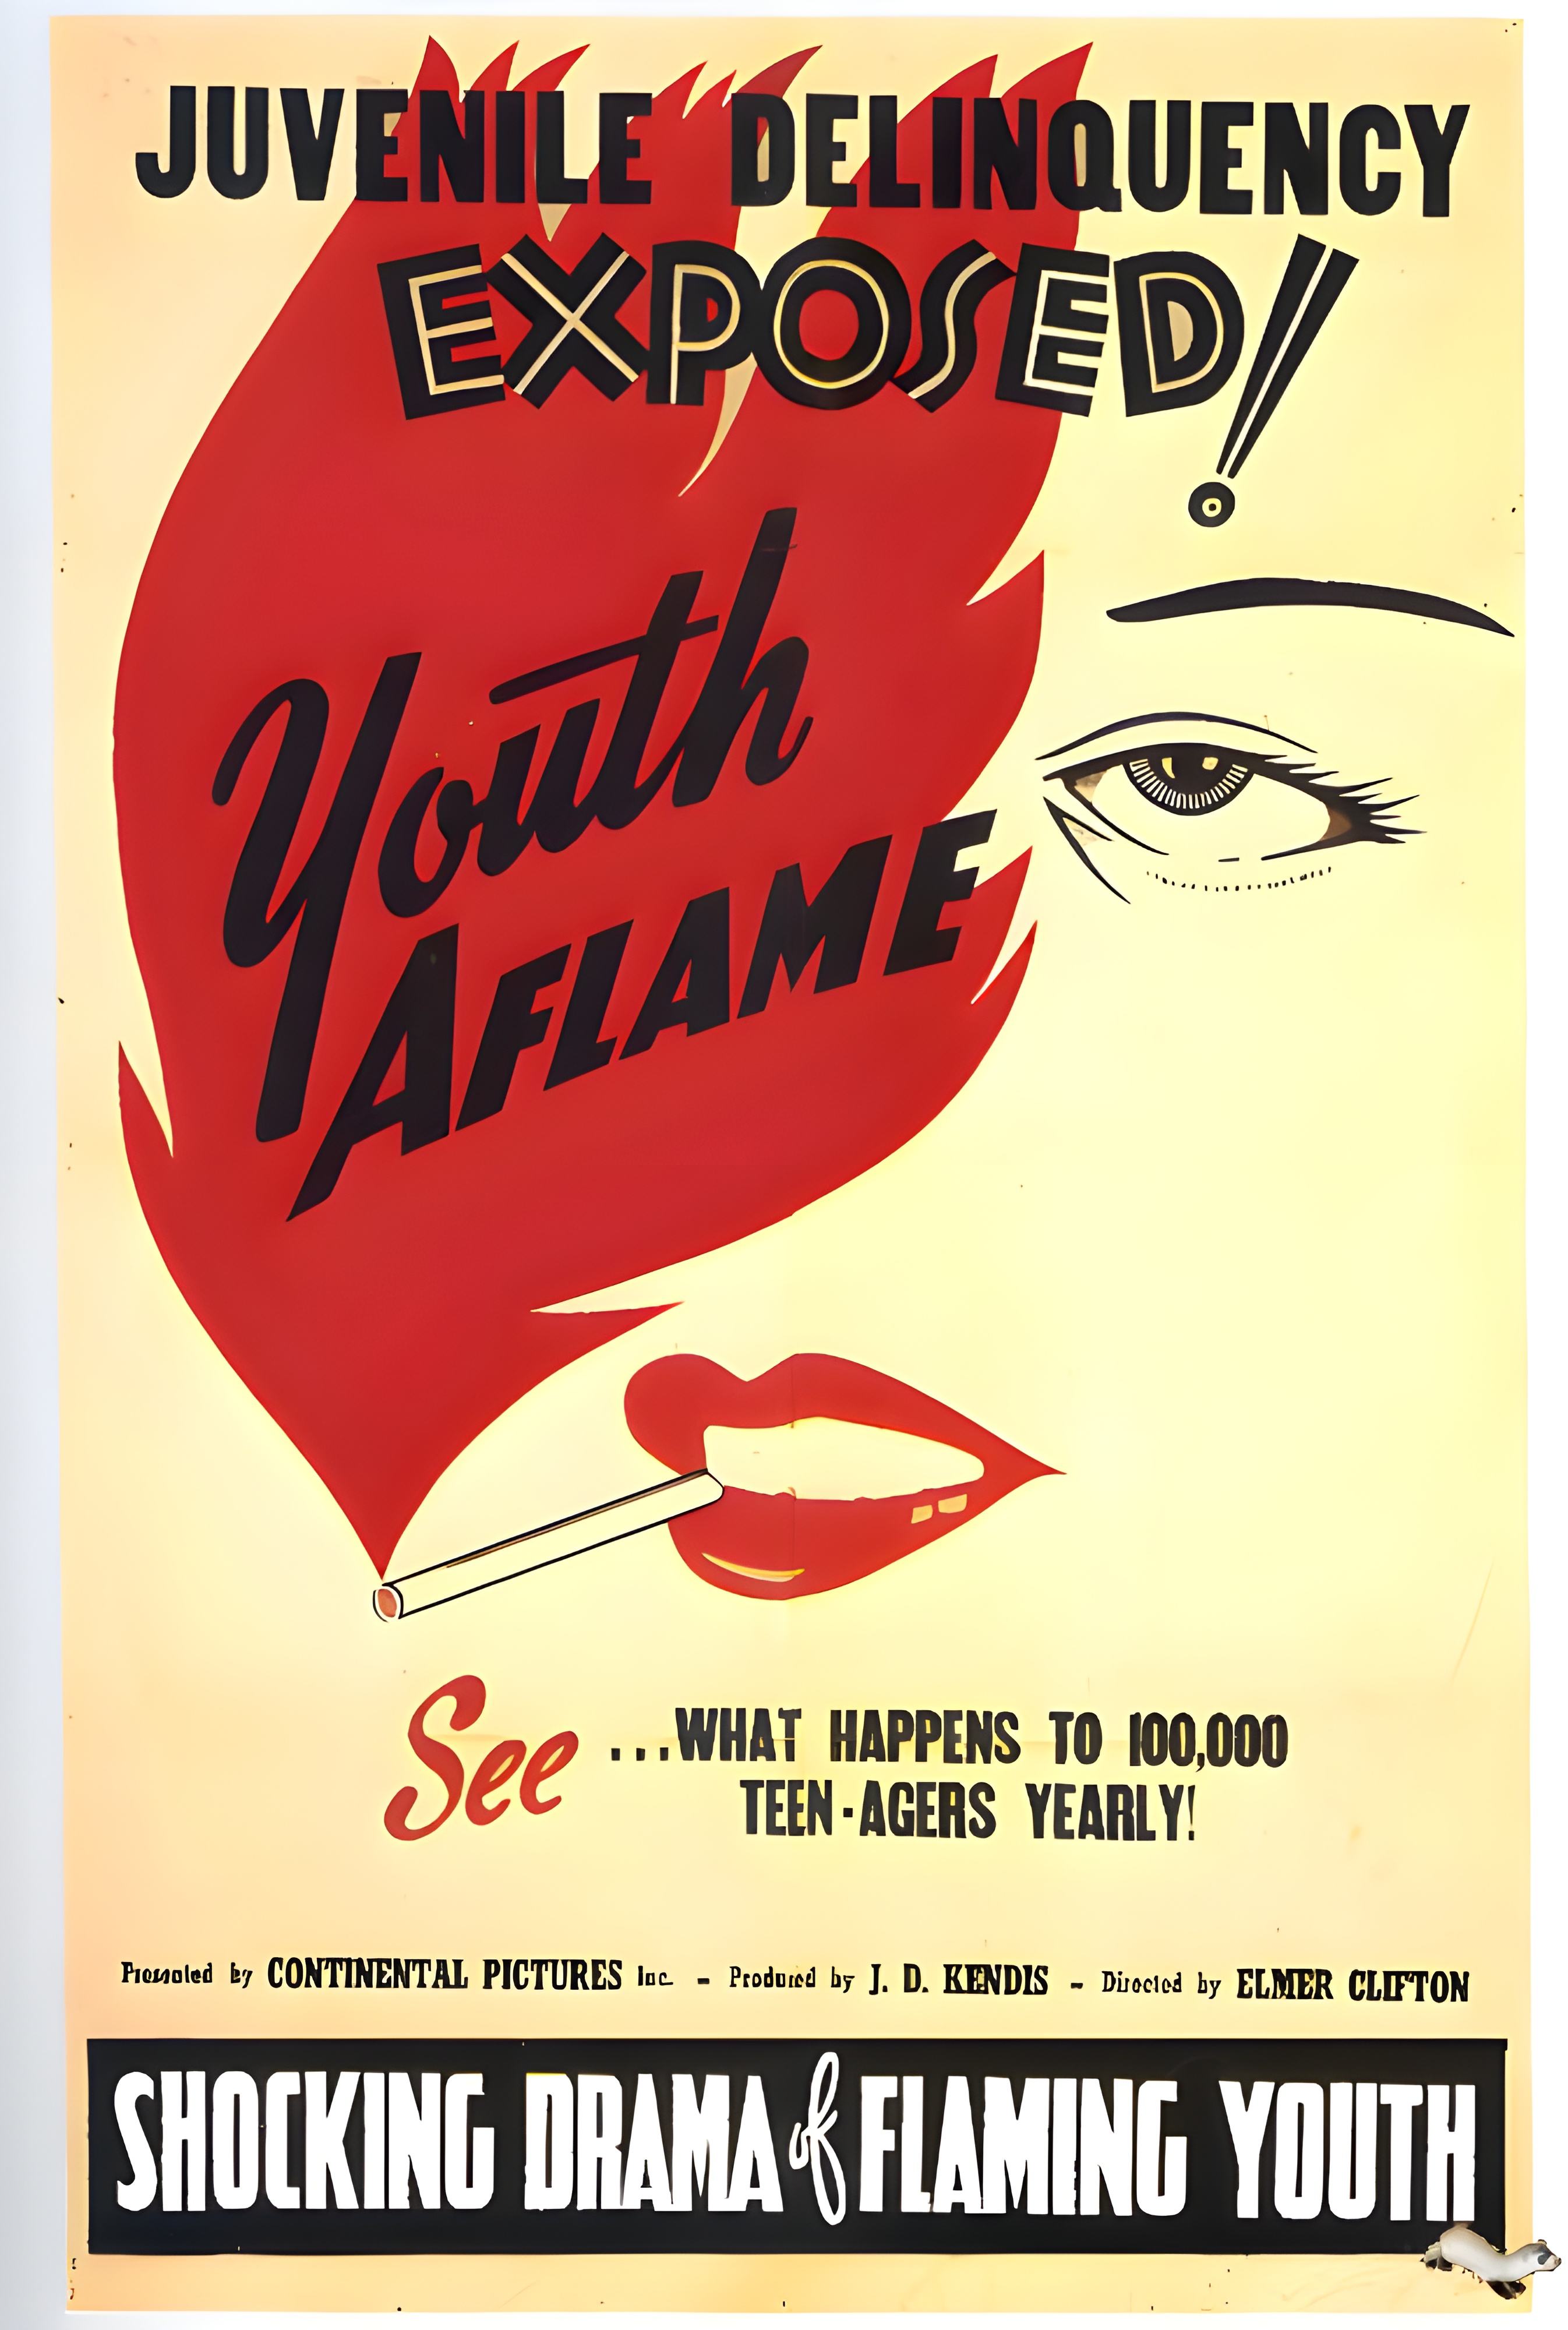 JUVENILE DELINQUENCY
EXPOSED!
Youth
AFLAME
See ...WHAT HAPPENS TO 100,000
TEEN-AGERS YEARLY!
Presented by CONTINENTAL PICTURES Inc. - Produced by J. D. KENDIS - Directed by ELMER CLIFTON
SHOCKING DRAMA of FLAMING YOUTH